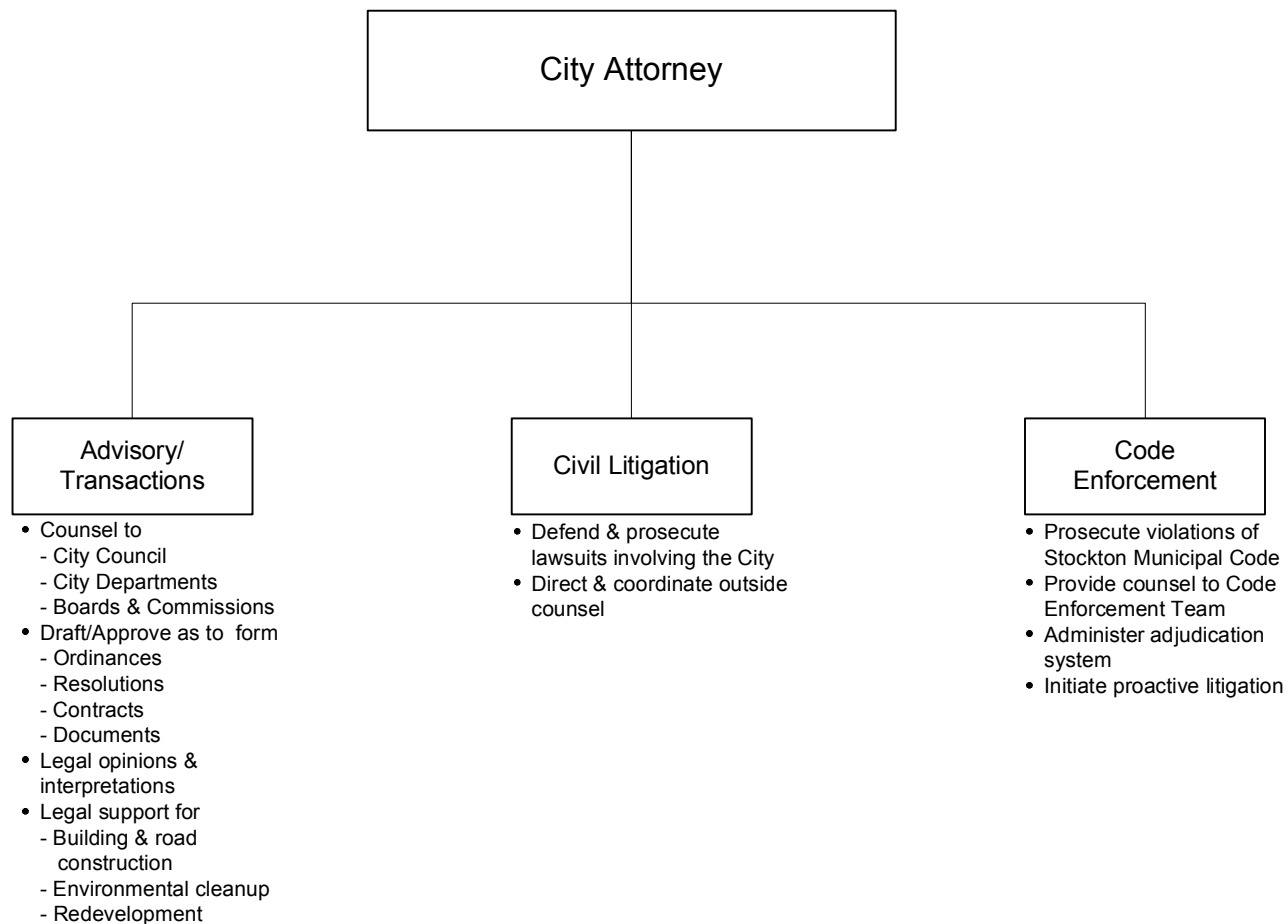 City Attorney
Advisory/
Transactions
• Counsel to
- City Council
- City Departments
- Boards & Commissions
• Draft/Approve as to  form
- Ordinances
- Resolutions
- Contracts
- Documents
• Legal opinions &
interpretations
• Legal support for
- Building & road
construction
- Environmental cleanup
- Redevelopment
Civil Litigation
• Defend & prosecute
lawsuits involving the City
• Direct & coordinate outside
counsel
Code
Enforcement
• Prosecute violations of
Stockton Municipal Code
• Provide counsel to Code
Enforcement Team
• Administer adjudication
system
• Initiate proactive litigation